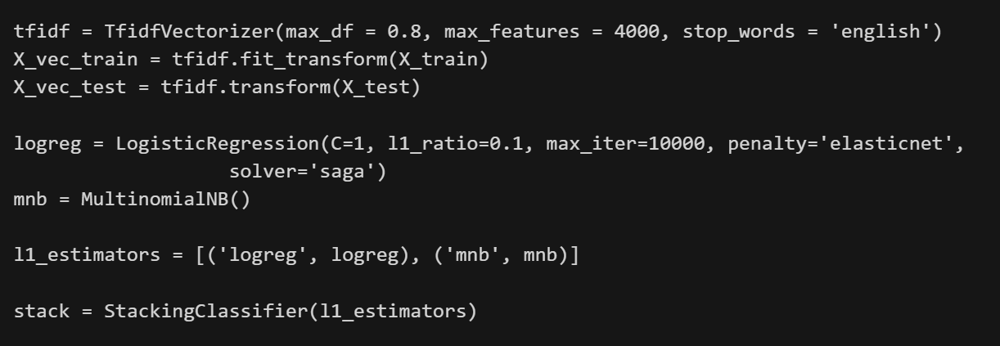 tfidf = TfidfVectorizer(max_df = 0.8, max_features = 4000, stop_words = 'english')
X_vec_train = tfidf.fit_transform(X_train)
X_vec_test = tfidf.transform(X_test)
logreg = LogisticRegression(C=1, l1_ratio=0.1, max_iter=10000, penalty='elasticnet',
solver='saga')
mnb = MultinomialNB()
l1_estimators = [('logreg', logreg), ('mnb', mnb)]
stack = StackingClassifier(l1_estimators)